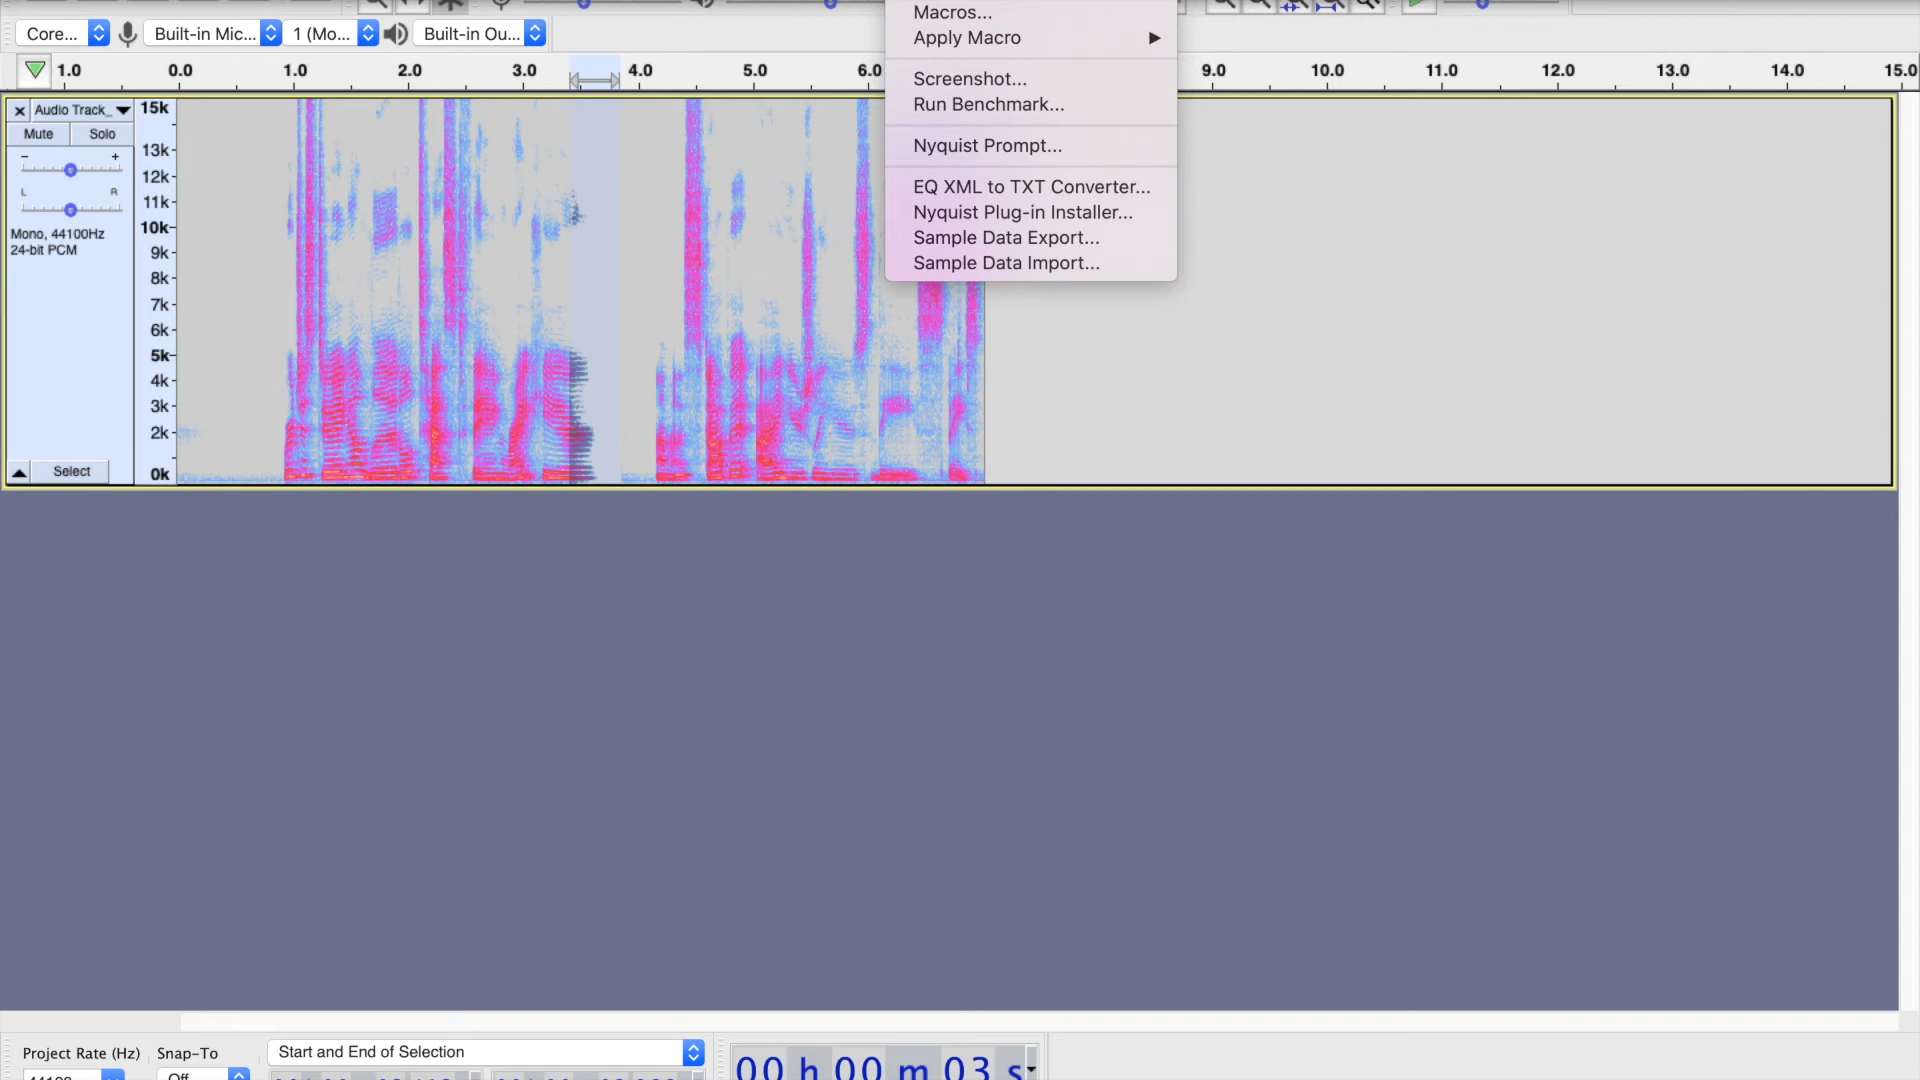 Macros...
Apply Macro
Screenshot...
Run Benchmark...
Nyquist Prompt...
EQ XML to TXT Converter...
Nyquist Plug-in Installer...
Sample Data Export...
Sample Data Import...
Core... Built-in Mic... 1 (Mo... Built-in Ou...
1.0 0.0 1.0 2.0 3.0 4.0 5.0 6.0 9.0 10.0 11.0 12.0 13.0 14.0 15.0
Audio Track_
Mute Solo
- +
L R
Mono, 44100Hz
24-bit PCM
Select
15k
13k
12k
11k
10k
9k
8k
7k
6k
5k
4k
3k
2k
0k
Project Rate (Hz) Snap-To
Start and End of Selection
44100 Off
00 h 00 m 03 s